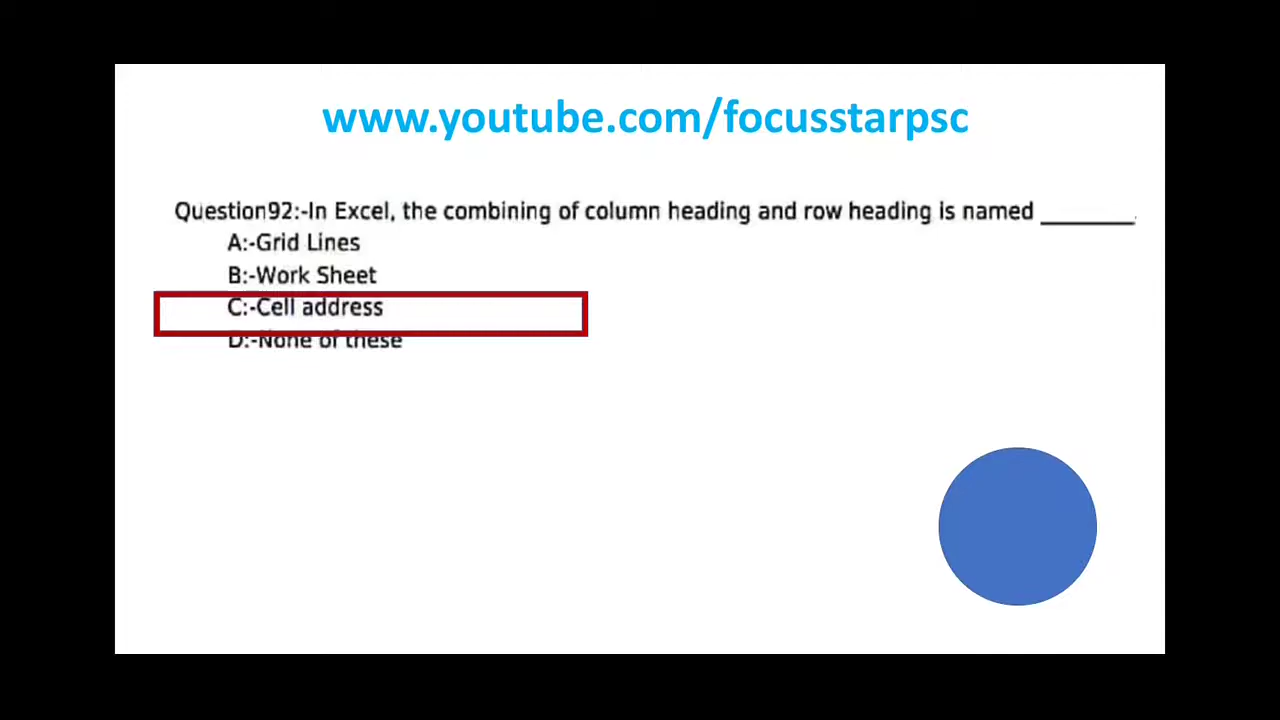 www.youtube.com/focusstarpsc
Question92:-In Excel, the combining of column heading and row heading is named ________.
A:-Grid Lines
B:-Work Sheet
C:-Cell address
D:-None of these